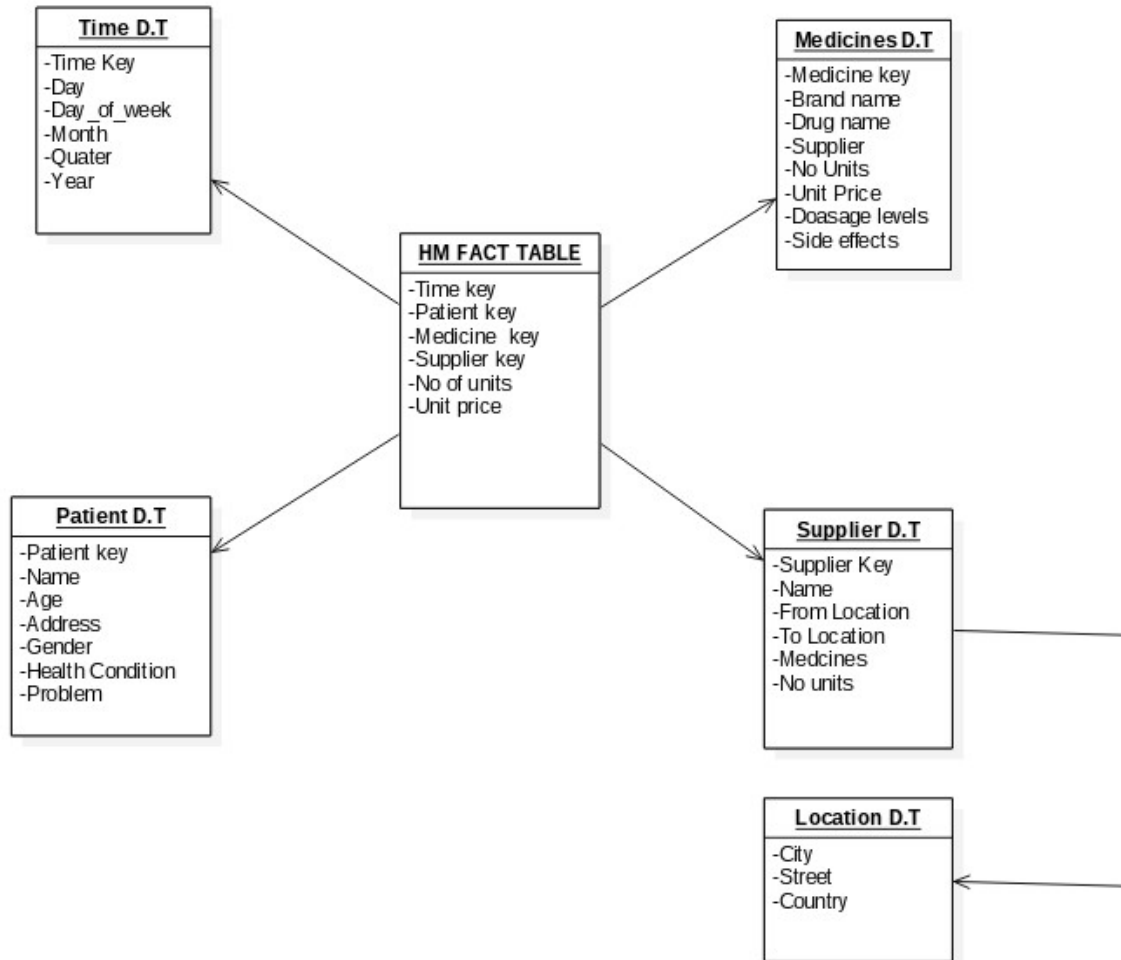 Time D.T
-Time Key
-Day
-Day_of_week
-Month
-Quater
-Year
Medicines D.T
-Medicine key
-Brand name
-Drug name
-Supplier
-No Units
-Unit Price
-Doasage levels
-Side effects
HM FACT TABLE
-Time key
-Patient key
-Medicine key
-Supplier key
-No of units
-Unit price
Patient D.T
-Patient key
-Name
-Age
-Address
-Gender
-Health Condition
-Problem
Supplier D.T
-Supplier Key
-Name
-From Location
-To Location
-Medcines
-No units
Location D.T
-City
-Street
-Country